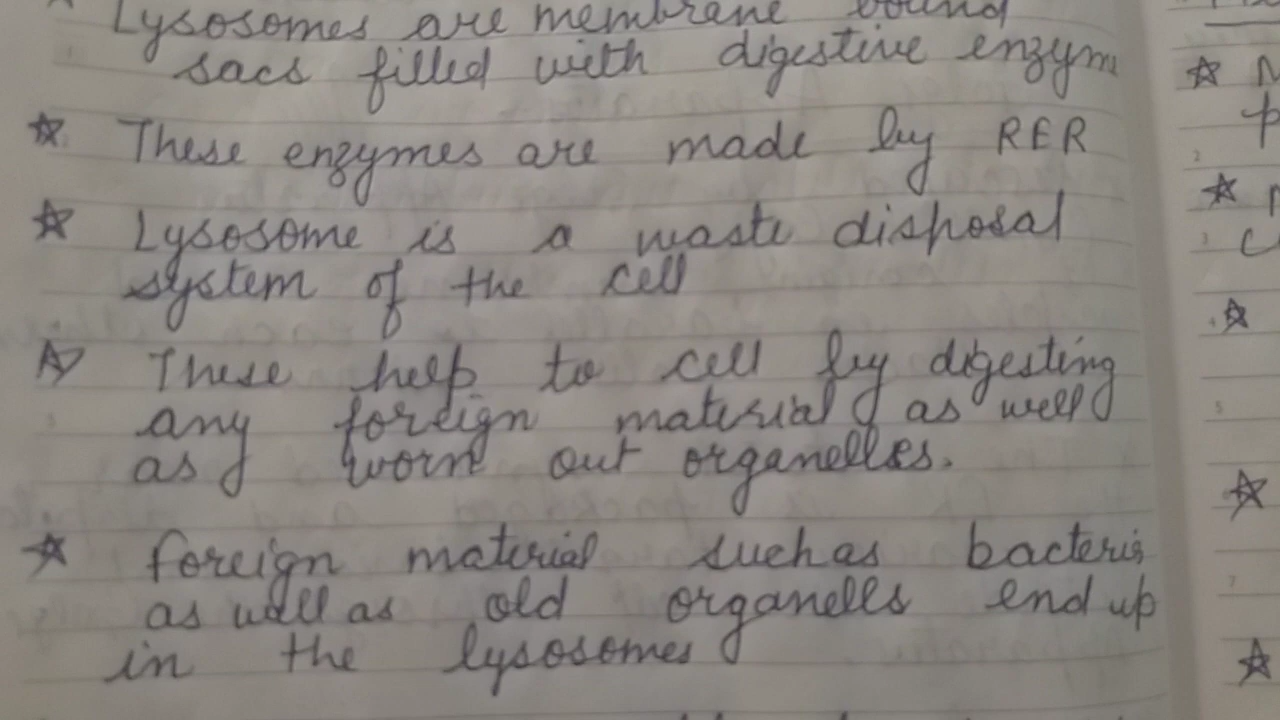 Lysosomes are membrane bound
sacs filled with digestive enzym
☆ These enzymes are made by RER
☆ Lysosome is a waste disposal
system of the cell
☆ These help to cell by digesting
any foreign material as well
as worn out organelles.
☆ foreign material such as bacteria
as well as old organells end up
in the lysosomes